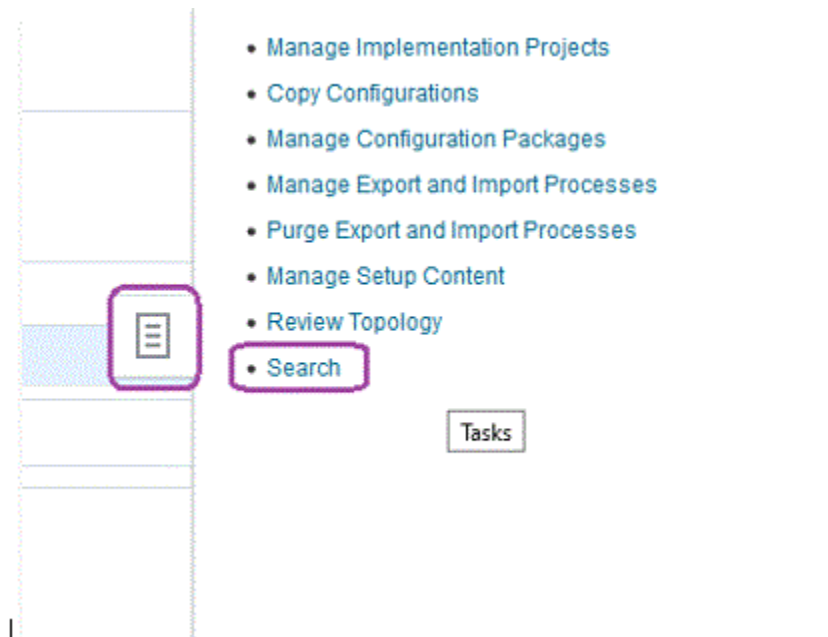 Manage Implementation Projects
Copy Configurations
Manage Configuration Packages
Manage Export and Import Processes
Purge Export and Import Processes
Manage Setup Content
Review Topology
Search
Tasks